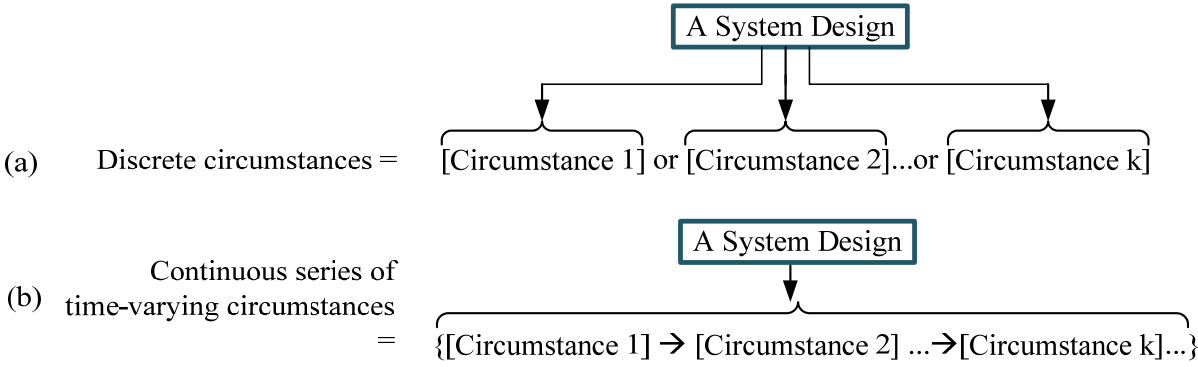 A System Design
(a) Discrete circumstances = [Circumstance 1] or [Circumstance 2]...or [Circumstance k]
A System Design
(b) Continuous series of
time-varying circumstances
= {[Circumstance 1] → [Circumstance 2] ...→[Circumstance k]...}